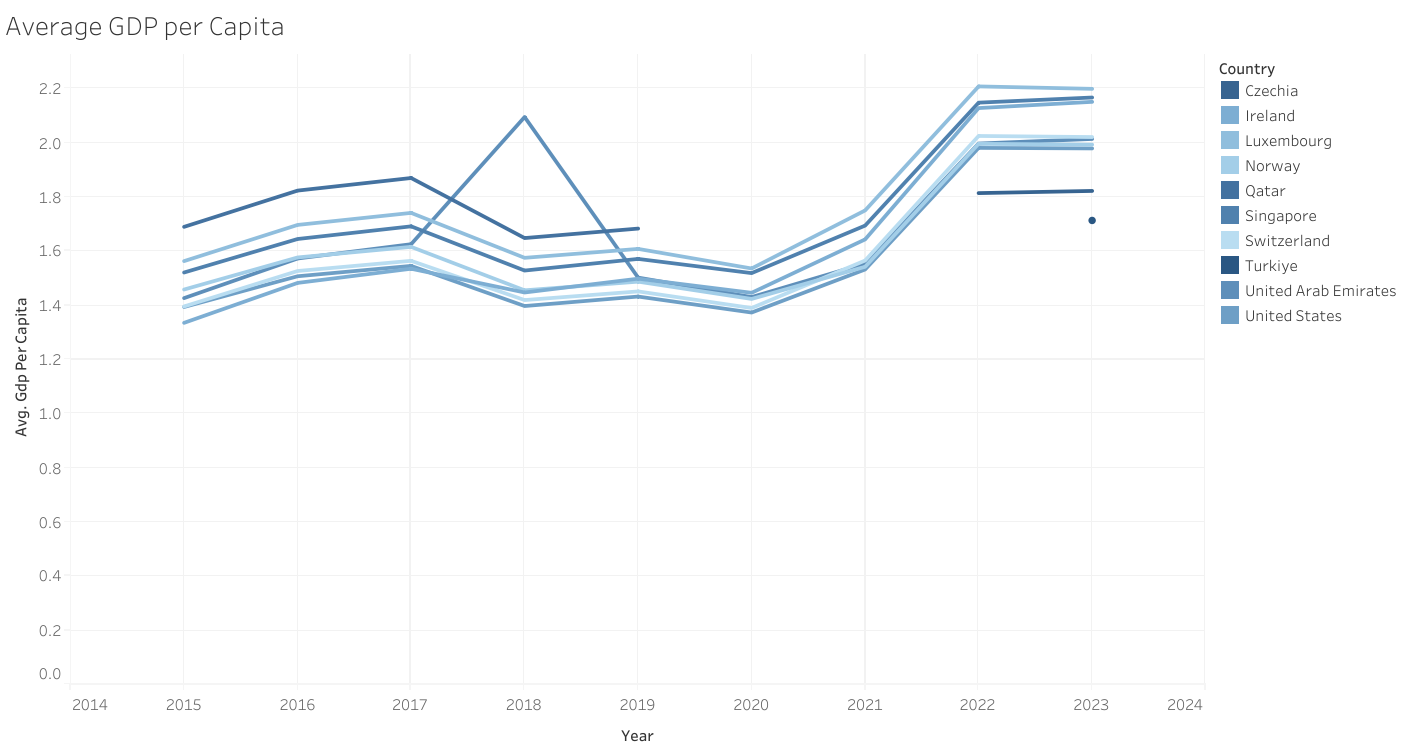 Average GDP per Capita
Avg. Gdp Per Capita
2.2
2.0
1.8
1.6
1.4
1.2
1.0
0.8
0.6
0.4
0.2
0.0
2014 2015 2016 2017 2018 2019 2020 2021 2022 2023 2024
Year
Country
Czechia
Ireland
Luxembourg
Norway
Qatar
Singapore
Switzerland
Turkiye
United Arab Emirates
United States